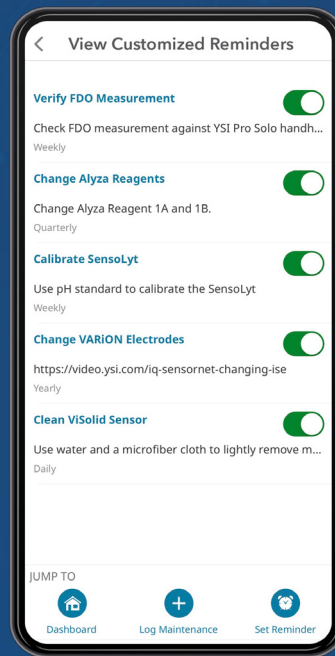 View Customized Reminders
Verify FDO Measurement
Check FDO measurement against YSI Pro Solo handh...
Weekly
Change Alyza Reagents
Change Alyza Reagent 1A and 1B.
Quarterly
Calibrate SensoLyt
Use pH standard to calibrate the SensoLyt
Weekly
Change VARiON Electrodes
https://video.ysi.com/iq-sensornet-changing-ise
Yearly
Clean ViSolid Sensor
Use water and a microfiber cloth to lightly remove m...
Daily
JUMP TO
Dashboard
Log Maintenance
Set Reminder